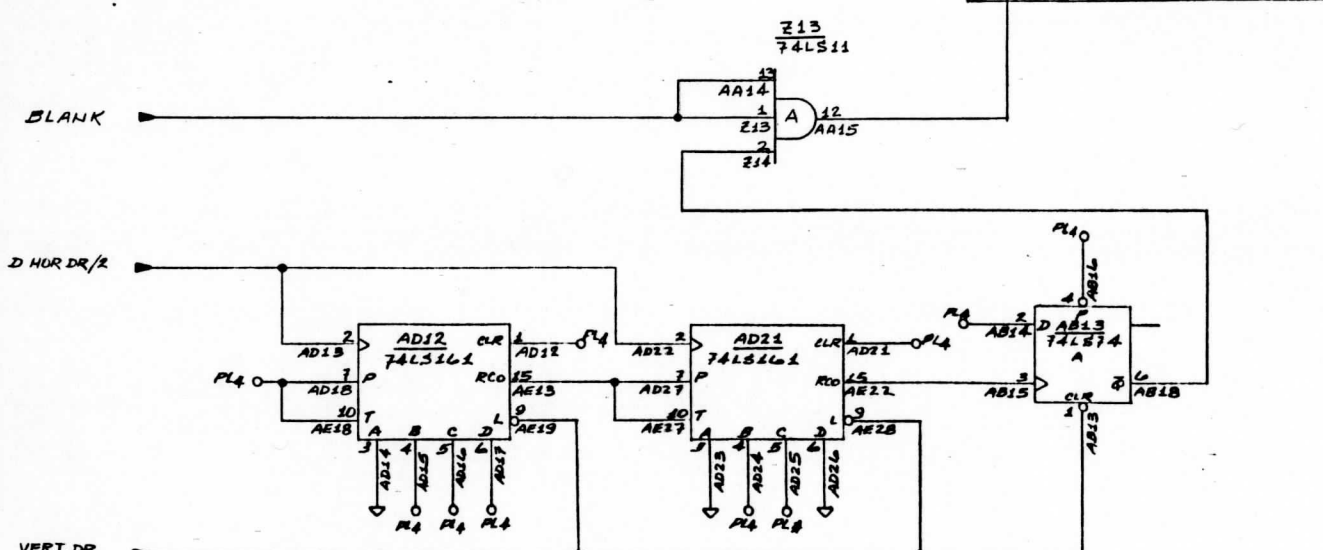 Z13
74LS11
13
AA14
BLANK
1
Z13
A
12
AA15
2
Z14
PL4
D HOR DR/2
4
AB16
P
PL4
2
AB14
D
AB13
74LS74
A
2
AD13
AD12
74LS161
CLR
1
AD12
PL4
2
AD22
AD21
74LS161
CLR
1
AD21
PL4
PL4
7
AD18
P
RCO
15
AE13
7
AD27
P
RCO
15
AE22
3
AB15
6
AB18
CLR
1
AB13
10
AE18
T
L
9
AE19
10
AE27
T
L
9
AE28
A
B
C
D
3
4
5
6
AD14
AD15
AD16
AD17
A
B
C
D
3
4
5
6
AD23
AD24
AD25
AD26
PL4
PL4
PL4
PL4
PL4
VERT DR